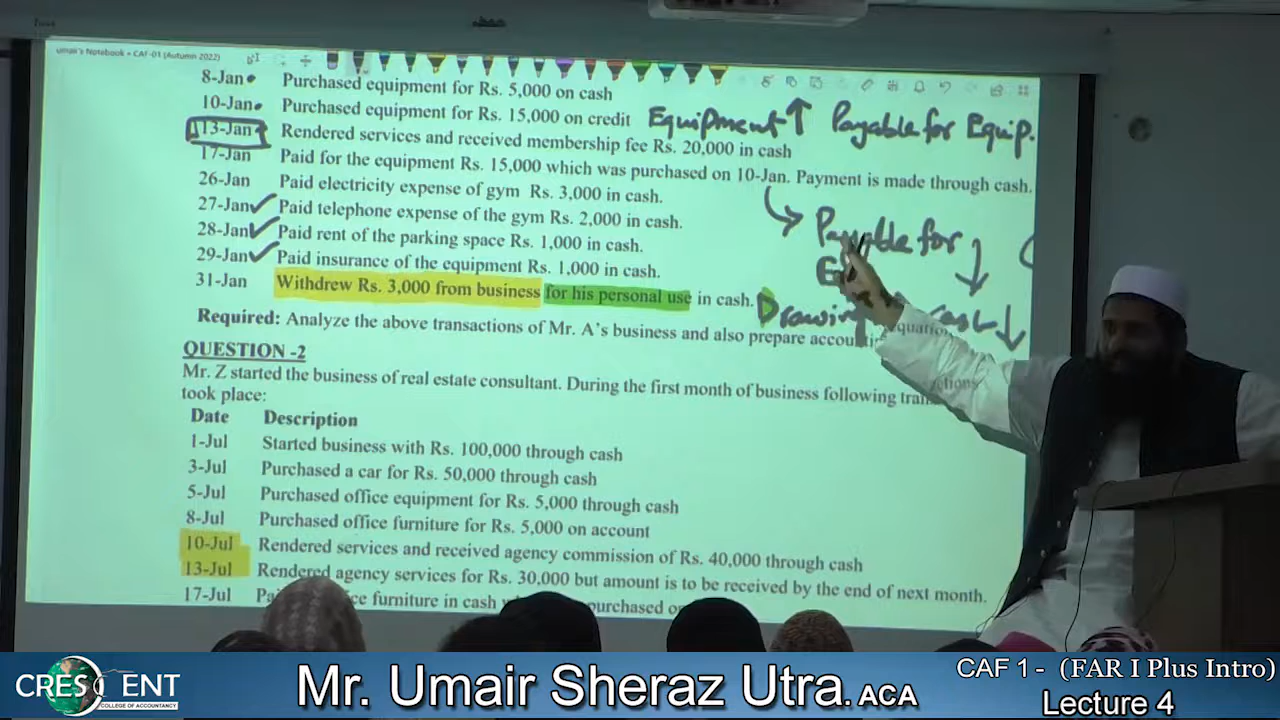 umair's Notebook » CAF-01 (Autumn 2022)
8-Jan Purchased equipment for Rs. 5,000 on cash
10-Jan Purchased equipment for Rs. 15,000 on credit Equipment ↑ Payable for Equip.
13-Jan Rendered services and received membership fee Rs. 20,000 in cash
17-Jan Paid for the equipment Rs. 15,000 which was purchased on 10-Jan. Payment is made through cash.
26-Jan Paid electricity expense of gym Rs. 3,000 in cash.
27-Jan Paid telephone expense of the gym Rs. 2,000 in cash.
Payable for
28-Jan Paid rent of the parking space Rs. 1,000 in cash.
29-Jan Paid insurance of the equipment Rs. 1,000 in cash.
31-Jan Withdrew Rs. 3,000 from business for his personal use in cash. Drawing cash ↓
Required: Analyze the above transactions of Mr. A's business and also prepare
QUESTION -2
Mr. Z started the business of real estate consultant. During the first month of business following
took place:
Date Description
1-Jul Started business with Rs. 100,000 through cash
3-Jul Purchased a car for Rs. 50,000 through cash
5-Jul Purchased office equipment for Rs. 5,000 through cash
8-Jul Purchased office furniture for Rs. 5,000 on account
10-Jul Rendered services and received agency commission of Rs. 40,000 through cash
13-Jul Rendered agency services for Rs. 30,000 but amount is to be received by the end of next month.
17-Jul furniture in cash purchased
CRESCENT
COLLEGE OF ACCOUNTANCY
Mr. Umair Sheraz Utra. ACA
CAF 1 - (FAR I Plus Intro)
Lecture 4